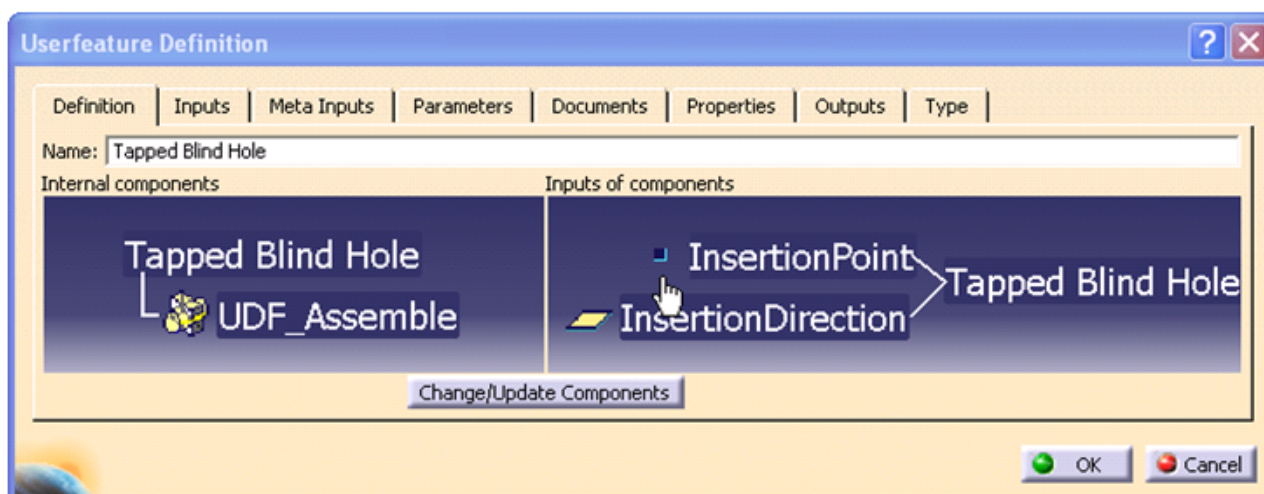 Userfeature Definition
Definition Inputs Meta Inputs Parameters Documents Properties Outputs Type
Name: Tapped Blind Hole
Internal components Inputs of components
Tapped Blind Hole
UDF_Assemble
InsertionPoint
InsertionDirection
Tapped Blind Hole
Change/Update Components
OK Cancel